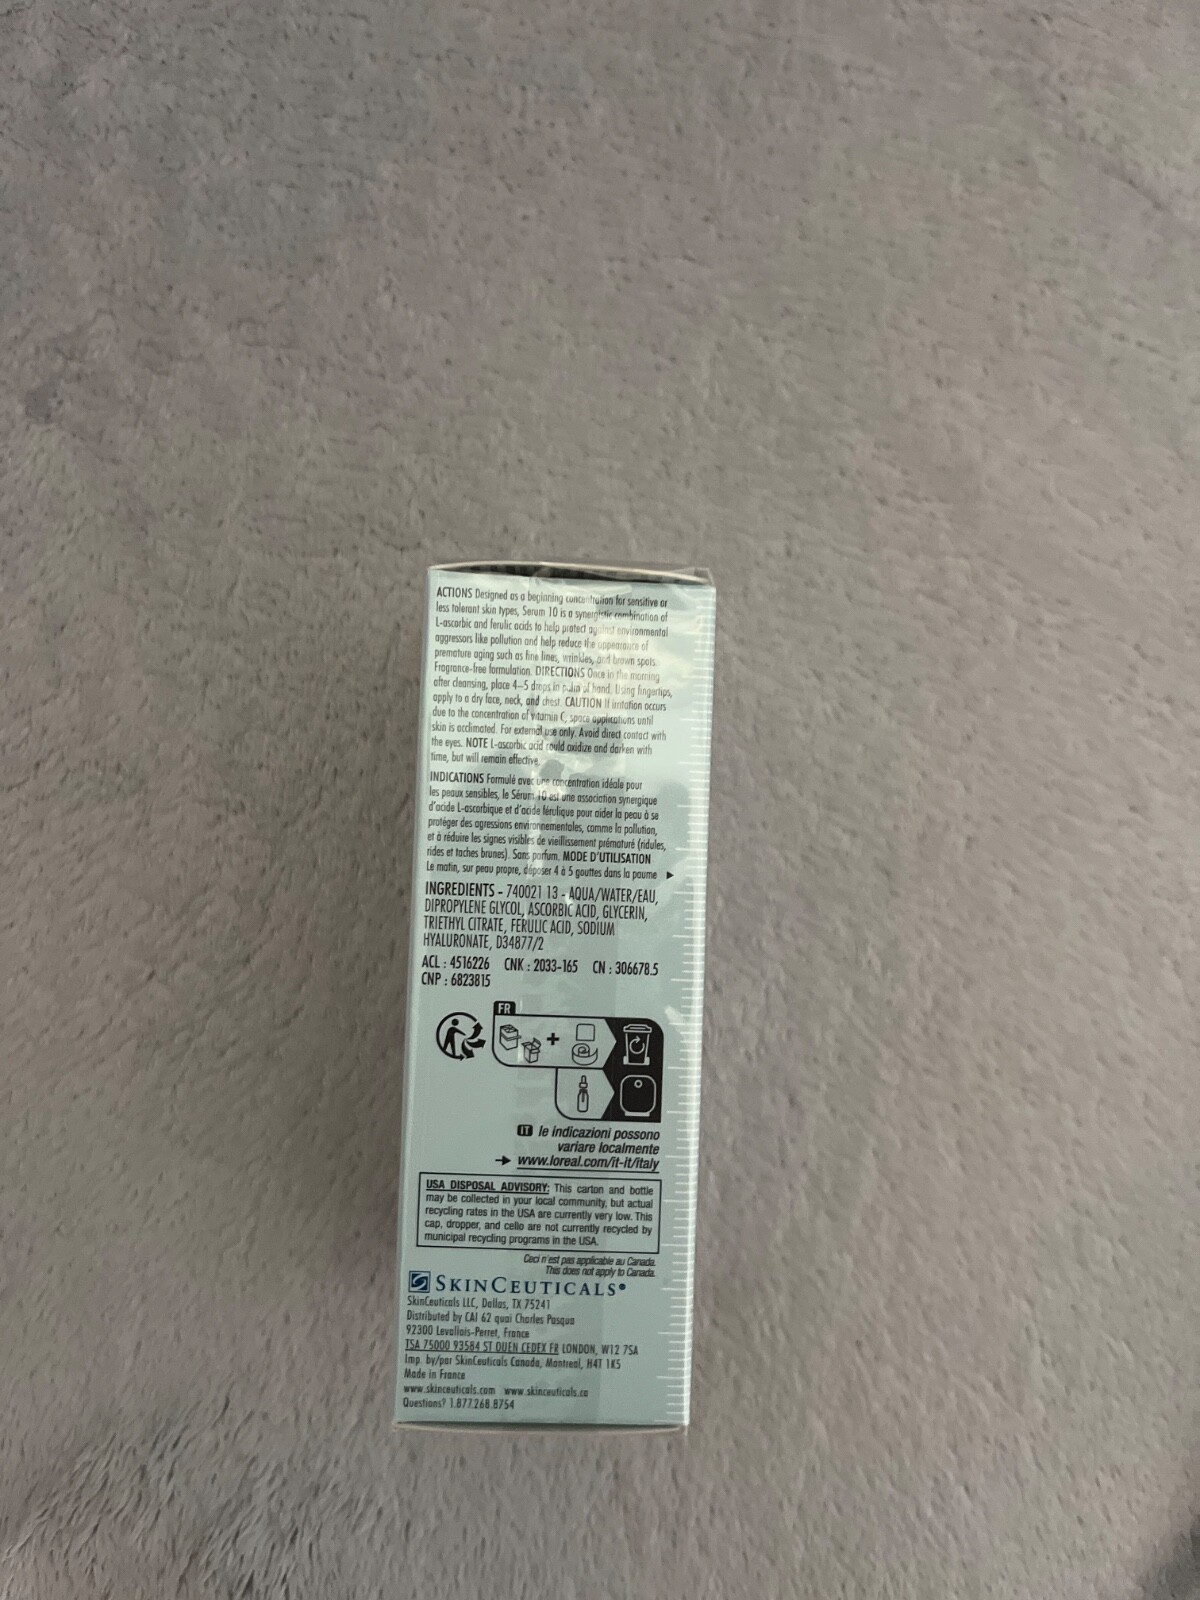 ACTIONS Designed as a beginning concentration for sensitive or
less tolerant skin types, Serum 10 is a synergistic combination of
L-ascorbic and ferulic acids to help protect against environmental
aggressors like pollution and help reduce the appearance of
premature aging such as fine lines, wrinkles, and brown spots.
Fragrance-free formulation. DIRECTIONS Once in the morning
after cleansing, place 4–5 drops in palm of hand. Using fingertips,
apply to a dry face, neck, and chest. CAUTION If irritation occurs
due to the concentration of vitamin C, space applications until
skin is acclimated. For external use only. Avoid direct contact with
the eyes. NOTE L-ascorbic acid could oxidize and darken with
time, but will remain effective.
INDICATIONS Formulé avec une concentration idéale pour
les peaux sensibles, le Sérum 10 est une association synergique
d'acide L-ascorbique et d'acide férulique pour aider la peau à se
protéger des agressions environnementales, comme la pollution,
et à réduire les signes visibles de vieillissement prématuré (ridules,
rides et taches brunes). Sans parfum. MODE D'UTILISATION
Le matin, sur peau propre, déposer 4 à 5 gouttes dans la paume ►
INGREDIENTS - 740021 13 - AQUA/WATER/EAU,
DIPROPYLENE GLYCOL, ASCORBIC ACID, GLYCERIN,
TRIETHYL CITRATE, FERULIC ACID, SODIUM
HYALURONATE, D34877/2
ACL : 4516226 CNK : 2033-165 CN : 306678.5
CNP : 6823815
FR
+
IT le indicazioni possono
variare localmente
→ www.loreal.com/it-it/italy
USA DISPOSAL ADVISORY: This carton and bottle
may be collected in your local community, but actual
recycling rates in the USA are currently very low. This
cap, dropper, and cello are not currently recycled by
municipal recycling programs in the USA.
Ceci n'est pas applicable au Canada.
This does not apply to Canada.
SKINCEUTICALS®
SkinCeuticals LLC, Dallas, TX 75241
Distributed by CAI 62 quai Charles Pasqua
92300 Levallois-Perret, France
TSA 75000 93584 ST OUEN CEDEX FR LONDON, W12 7SA
Imp. by/par SkinCeuticals Canada, Montreal, H4T 1K5
Made in France
www.skinceuticals.com www.skinceuticals.ca
Questions? 1.877.268.8754